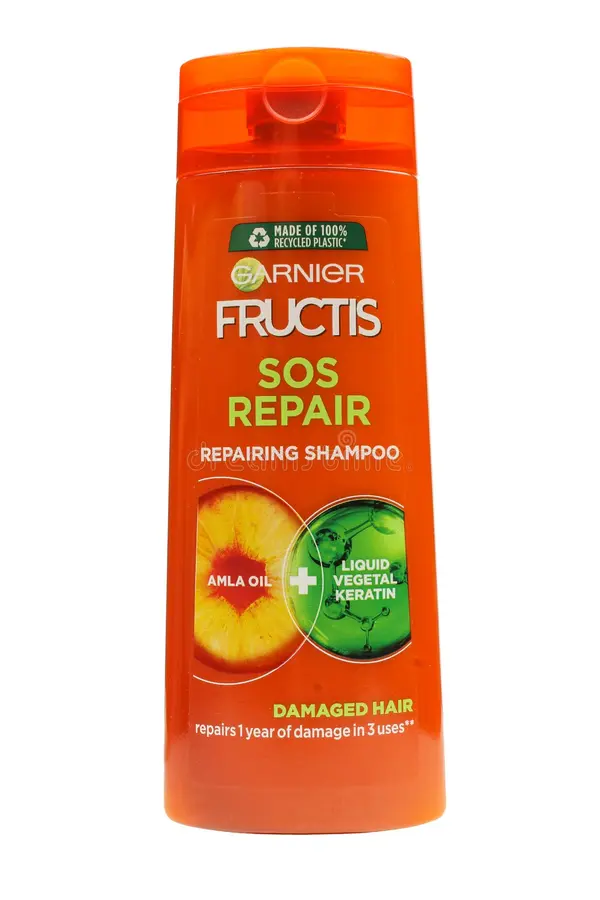 MADE OF 100%
RECYCLED PLASTIC*
GARNIER
FRUCTIS
SOS
REPAIR
REPAIRING SHAMPOO
dreamstime
AMLA OIL
+
LIQUID
VEGETAL
KERATIN
DAMAGED HAIR
repairs 1 year of damage in 3 uses**